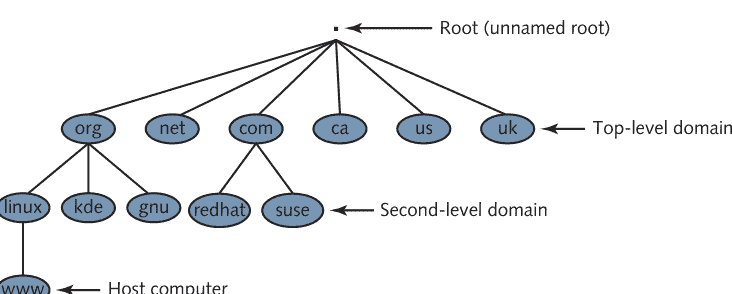 .
Root (unnamed root)
org net com ca us uk
Top-level domain
linux kde gnu redhat suse
Second-level domain
www
Host computer